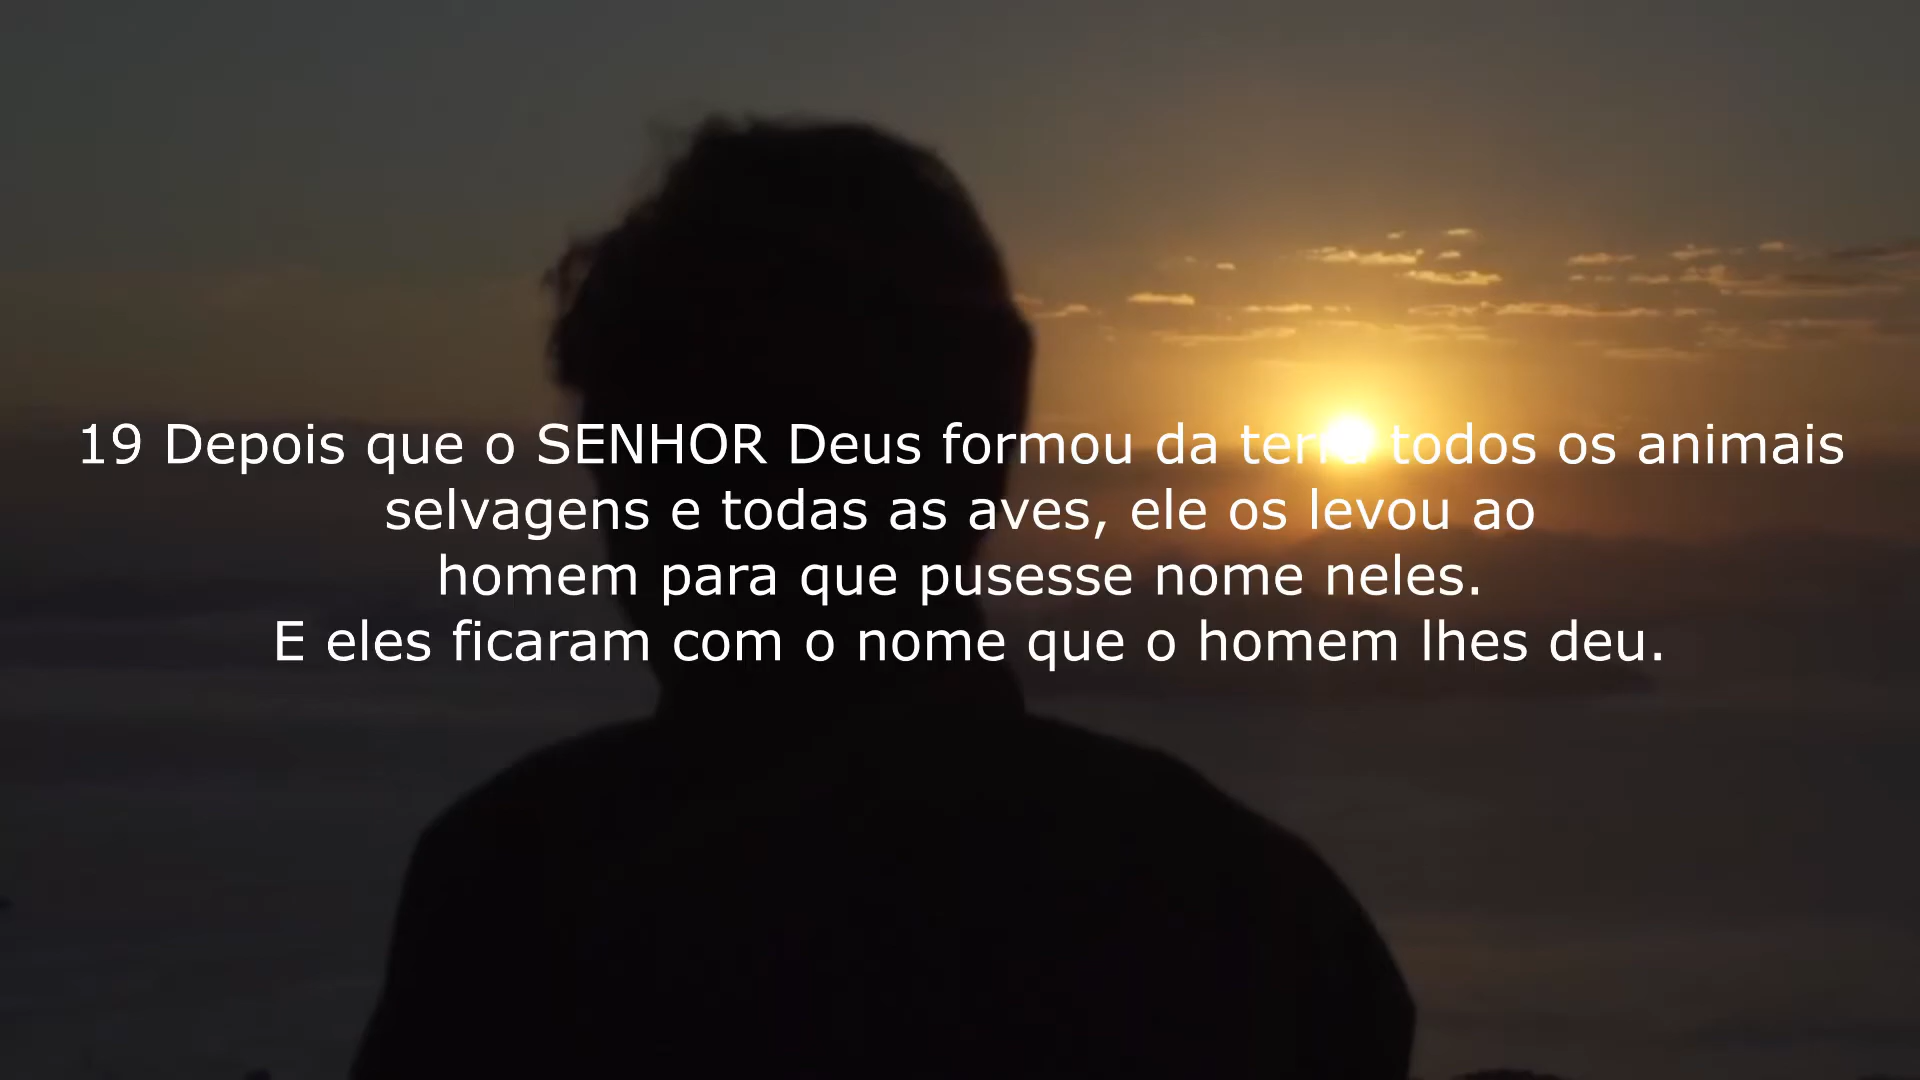 19 Depois que o SENHOR Deus formou da terra todos os animais
selvagens e todas as aves, ele os levou ao
homem para que pusesse nome neles.
E eles ficaram com o nome que o homem lhes deu.